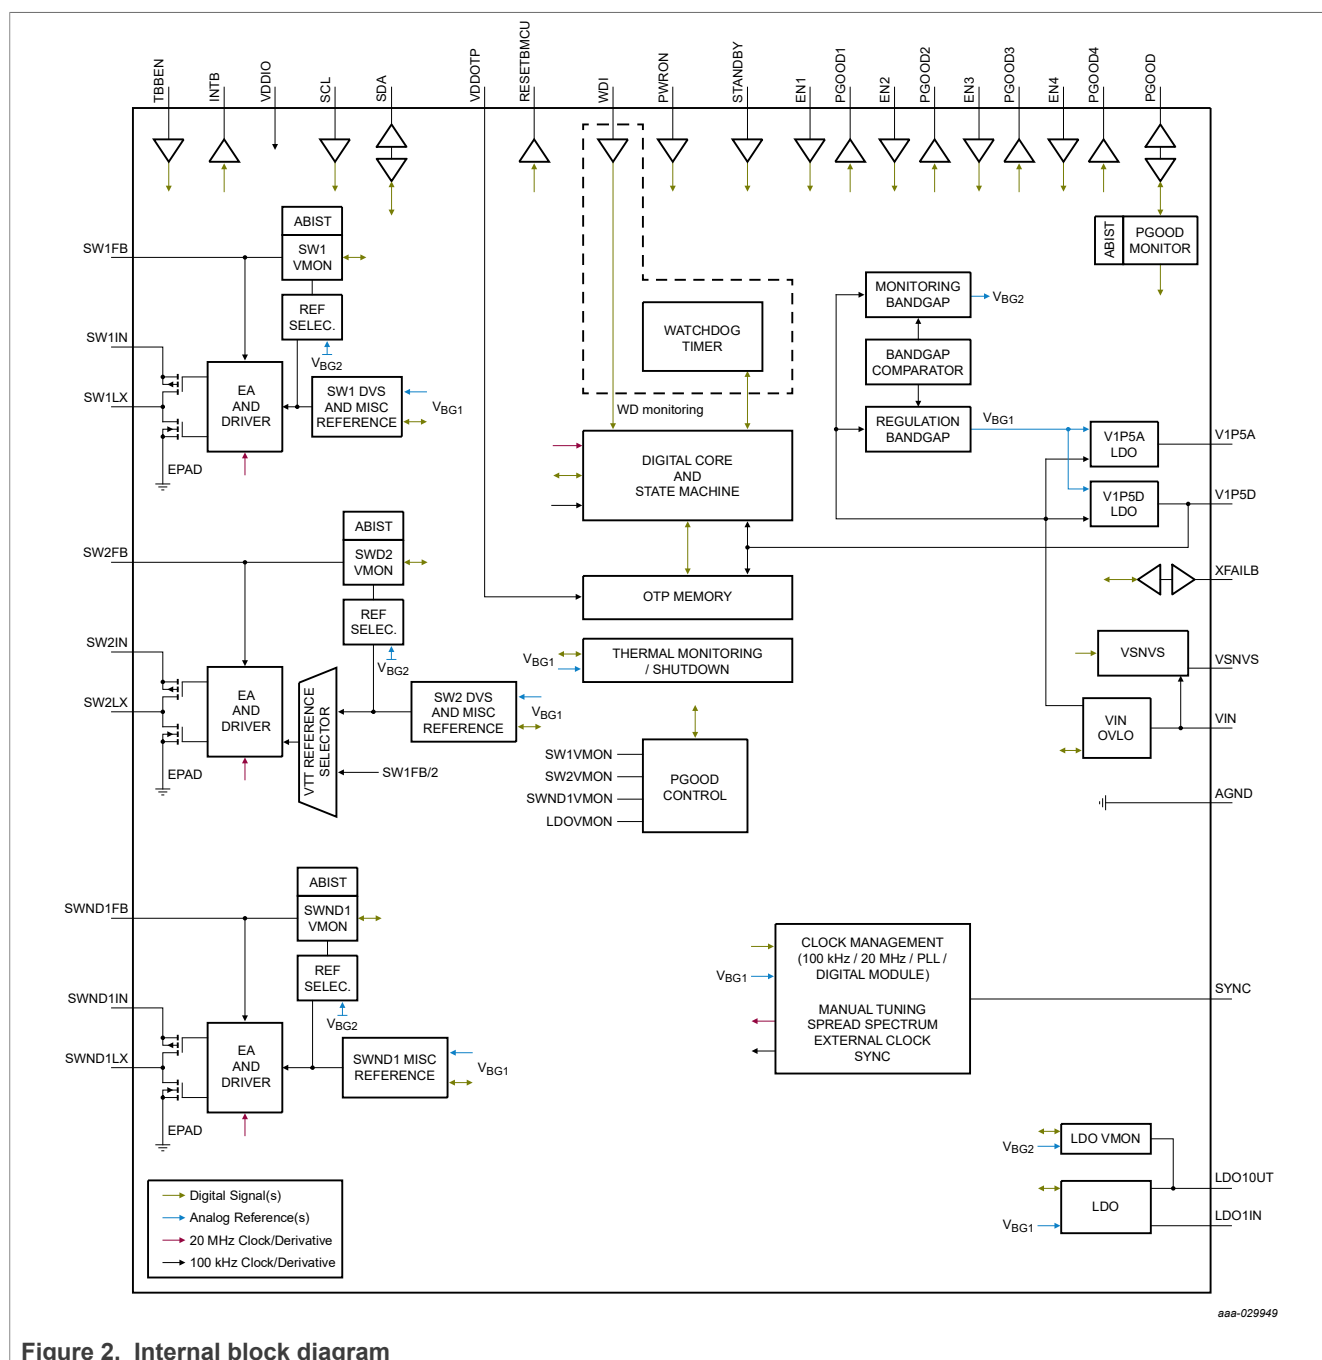 TBBEN
INTB
VDDIO
SCL
SDA
VDDOTP
RESETBMCU
WDI
PWRON
STANDBY
EN1
PGOOD1
EN2
PGOOD2
EN3
PGOOD3
EN4
PGOOD4
PGOOD
ABIST
SW1
VMON
SW1FB
REF
SELEC.
VBG2
SW1IN
SW1LX
EA
AND
DRIVER
SW1 DVS
AND MISC
REFERENCE
VBG1
EPAD
WATCHDOG
TIMER
WD monitoring
DIGITAL CORE
AND
STATE MACHINE
MONITORING
BANDGAP
VBG2
BANDGAP
COMPARATOR
REGULATION
BANDGAP
VBG1
ABIST
PGOOD
MONITOR
V1P5A
LDO
V1P5A
V1P5D
LDO
V1P5D
ABIST
SWD2
VMON
SW2FB
REF
SELEC.
VBG2
SW2IN
SW2LX
EA
AND
DRIVER
VTT REFERENCE
SELECTOR
SW2 DVS
AND MISC
REFERENCE
VBG1
SW1FB/2
EPAD
OTP MEMORY
VBG1
THERMAL MONITORING
/ SHUTDOWN
SW1VMON
SW2VMON
SWND1VMON
LDOVMON
PGOOD
CONTROL
XFAILB
VSNVS
VSNVS
VIN
OVLO
VIN
AGND
ABIST
SWND1
VMON
SWND1FB
REF
SELEC.
VBG2
SWND1IN
SWND1LX
EA
AND
DRIVER
SWND1 MISC
REFERENCE
VBG1
EPAD
VBG1
CLOCK MANAGEMENT
(100 kHz / 20 MHz / PLL /
DIGITAL MODULE)
MANUAL TUNING
SPREAD SPECTRUM
EXTERNAL CLOCK
SYNC
SYNC
VBG2
LDO VMON
LDO1OUT
VBG1
LDO
LDO1IN
Digital Signal(s)
Analog Reference(s)
20 MHz Clock/Derivative
100 kHz Clock/Derivative
aaa-029949
Figure 2. Internal block diagram